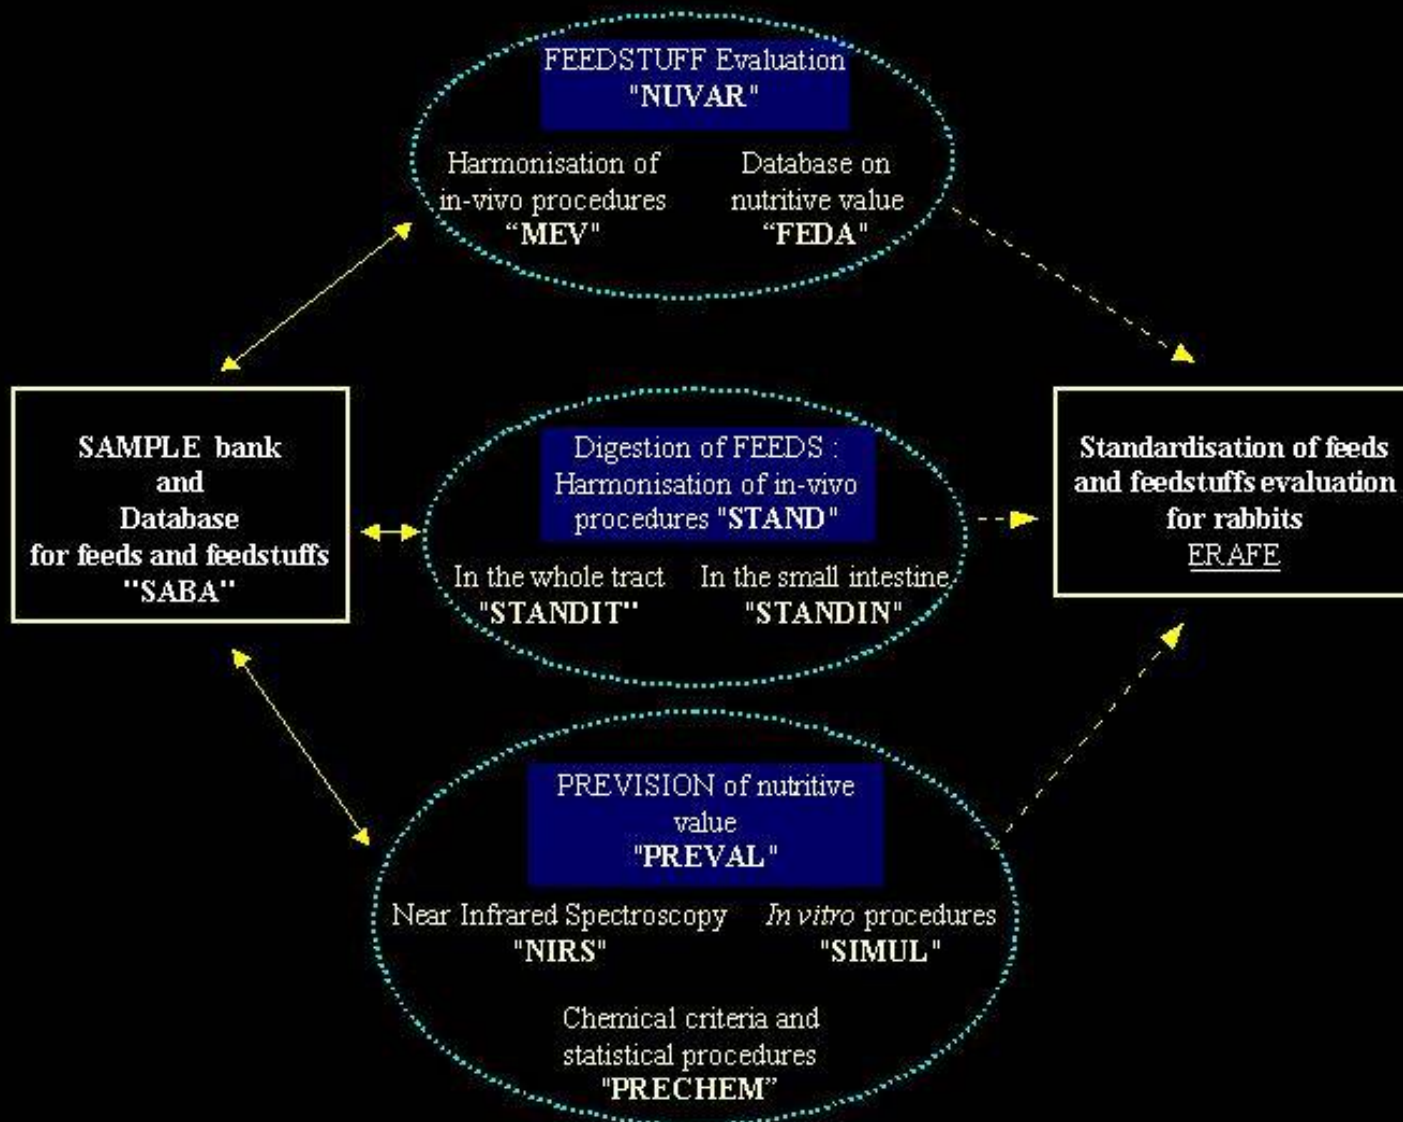 FEEDSTUFF Evaluation
"NUVAR"
Harmonisation of
in-vivo procedures
“MEV"
Database on
nutritive value
“FEDA"
SAMPLE bank
and
Database
for feeds and feedstuffs
"SABA"
Digestion of FEEDS :
Harmonisation of in-vivo
procedures "STAND"
In the whole tract
"STANDIT"
In the small intestine
"STANDIN"
Standardisation of feeds
and feedstuffs evaluation
for rabbits
ERAFE
PREVISION of nutritive
value
"PREVAL"
Near Infrared Spectroscopy
"NIRS"
In vitro procedures
"SIMUL"
Chemical criteria and
statistical procedures
"PRECHEM”